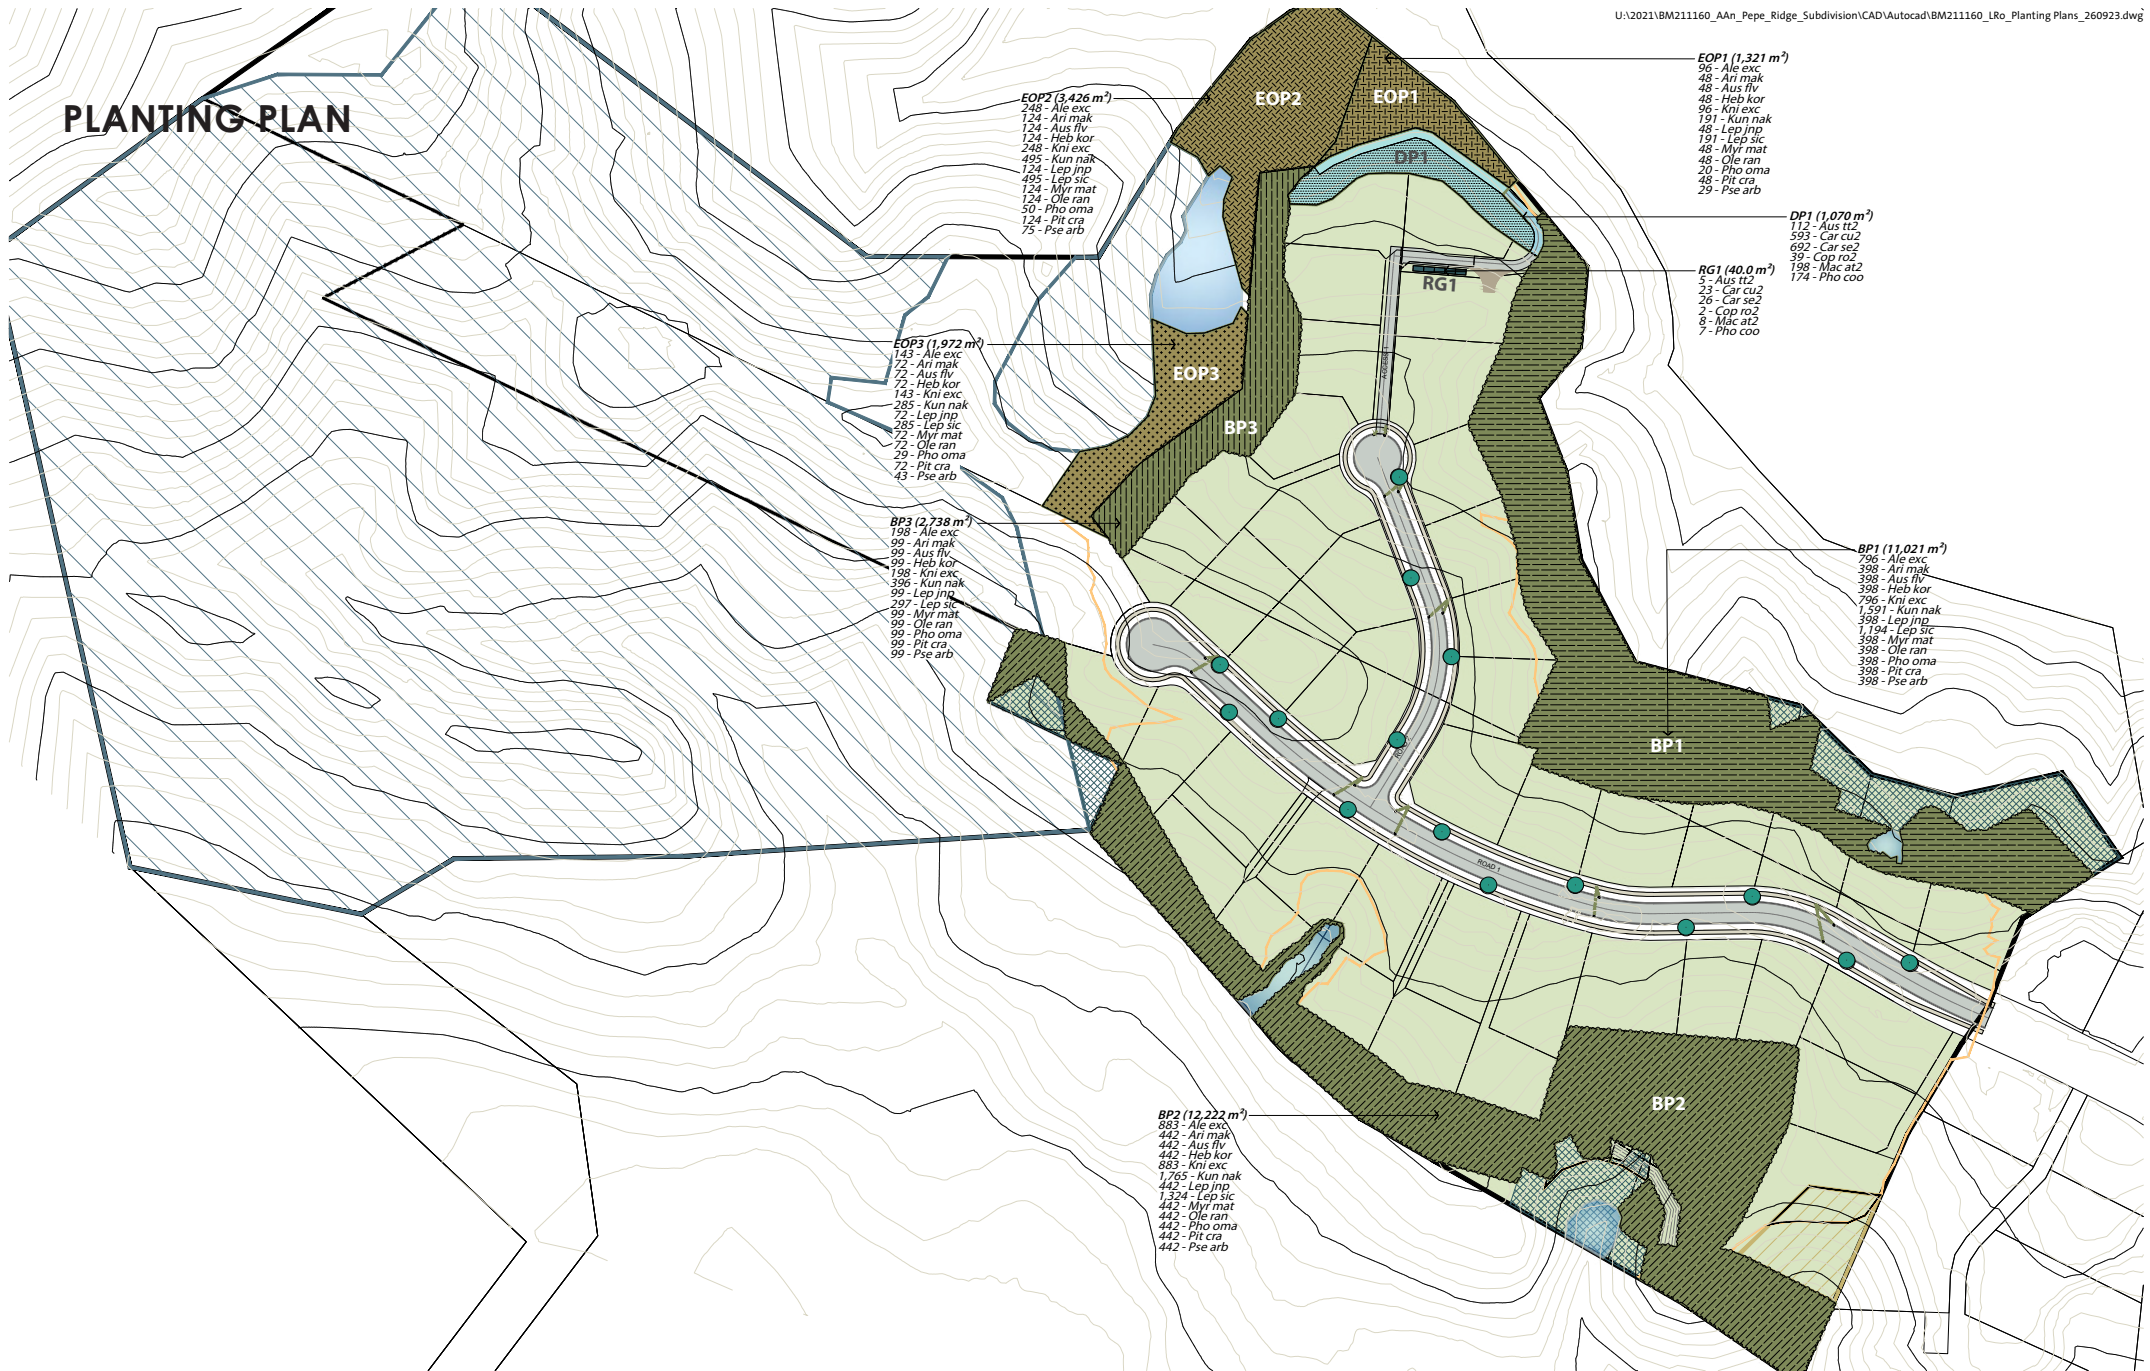 U:\2021\BM211160_AAn_Pepe_Ridge_Subdivision\CAD\Autocad\BM211160_LRo_Planting Plans_260923.dwg
PLANTING PLAN
EOP1 (1,321 m²)
96 - Ale exc
48 - Ari mak
48 - Aus flv
48 - Heb kor
96 - Kni exc
191 - Kun nak
48 - Lep jnp
191 - Lep sic
48 - Myr mat
48 - Ole ran
20 - Pho oma
48 - Pit cra
29 - Pse arb
EOP2 (3,426 m²)
248 - Ale exc
124 - Ari mak
124 - Aus flv
124 - Heb kor
248 - Kni exc
495 - Kun nak
124 - Lep jnp
495 - Lep sic
124 - Myr mat
124 - Ole ran
50 - Pho oma
124 - Pit cra
75 - Pse arb
EOP2
EOP1
DP1
DP1 (1,070 m²)
112 - Aus tt2
593 - Car cu2
692 - Car se2
39 - Cop ro2
198 - Mac at2
174 - Pho coo
RG1 (40.0 m²)
5 - Aus tt2
23 - Car cu2
26 - Car se2
2 - Cop ro2
8 - Mac at2
7 - Pho coo
RG1
EOP3 (1,972 m²)
143 - Ale exc
72 - Ari mak
72 - Aus flv
72 - Heb kor
143 - Kni exc
285 - Kun nak
72 - Lep jnp
285 - Lep sic
72 - Myr mat
72 - Ole ran
29 - Pho oma
72 - Pit cra
43 - Pse arb
EOP3
BP3
BP3 (2,738 m²)
198 - Ale exc
99 - Ari mak
99 - Aus flv
99 - Heb kor
198 - Kni exc
396 - Kun nak
99 - Lep jnp
297 - Lep sic
99 - Myr mat
99 - Ole ran
99 - Pho oma
99 - Pit cra
99 - Pse arb
BP1 (11,021 m²)
796 - Ale exc
398 - Ari mak
398 - Aus flv
398 - Heb kor
796 - Kni exc
1,591 - Kun nak
398 - Lep jnp
1,194 - Lep sic
398 - Myr mat
398 - Ole ran
398 - Pho oma
398 - Pit cra
398 - Pse arb
BP1
ROAD 1
BP2
BP2 (12,222 m²)
883 - Ale exc
442 - Ari mak
442 - Aus flv
442 - Heb kor
883 - Kni exc
1,765 - Kun nak
442 - Lep jnp
1,324 - Lep sic
442 - Myr mat
442 - Ole ran
442 - Pho oma
442 - Pit cra
442 - Pse arb